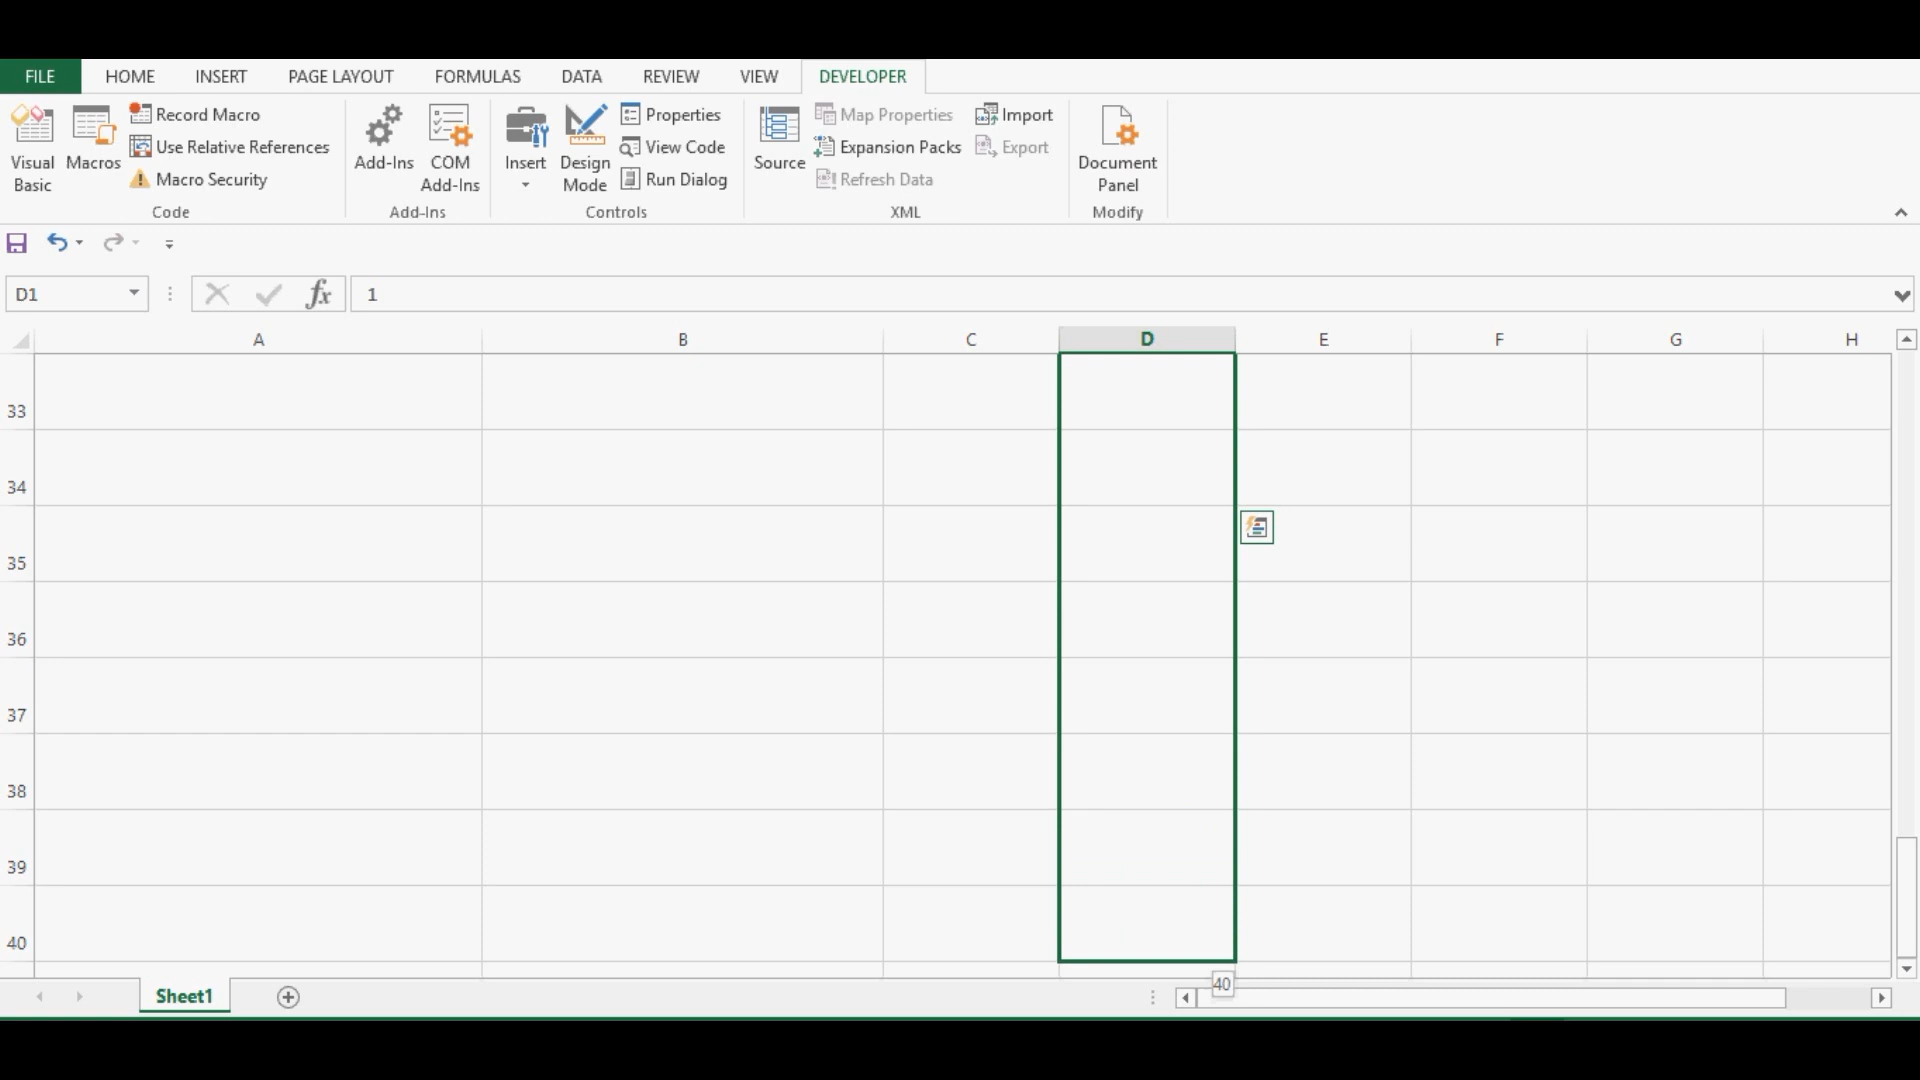 FILE HOME INSERT PAGE LAYOUT FORMULAS DATA REVIEW VIEW DEVELOPER
Visual Basic
Macros
Record Macro
Use Relative References
Macro Security
Code
Add-Ins
COM Add-Ins
Add-Ins
Insert
Design Mode
Properties
View Code
Run Dialog
Controls
Source
Map Properties
Expansion Packs
Refresh Data
Import
Export
XML
Document Panel
Modify
D1 fx 1
A B C D E F G H
33
34
35
36
37
38
39
40
40
Sheet1